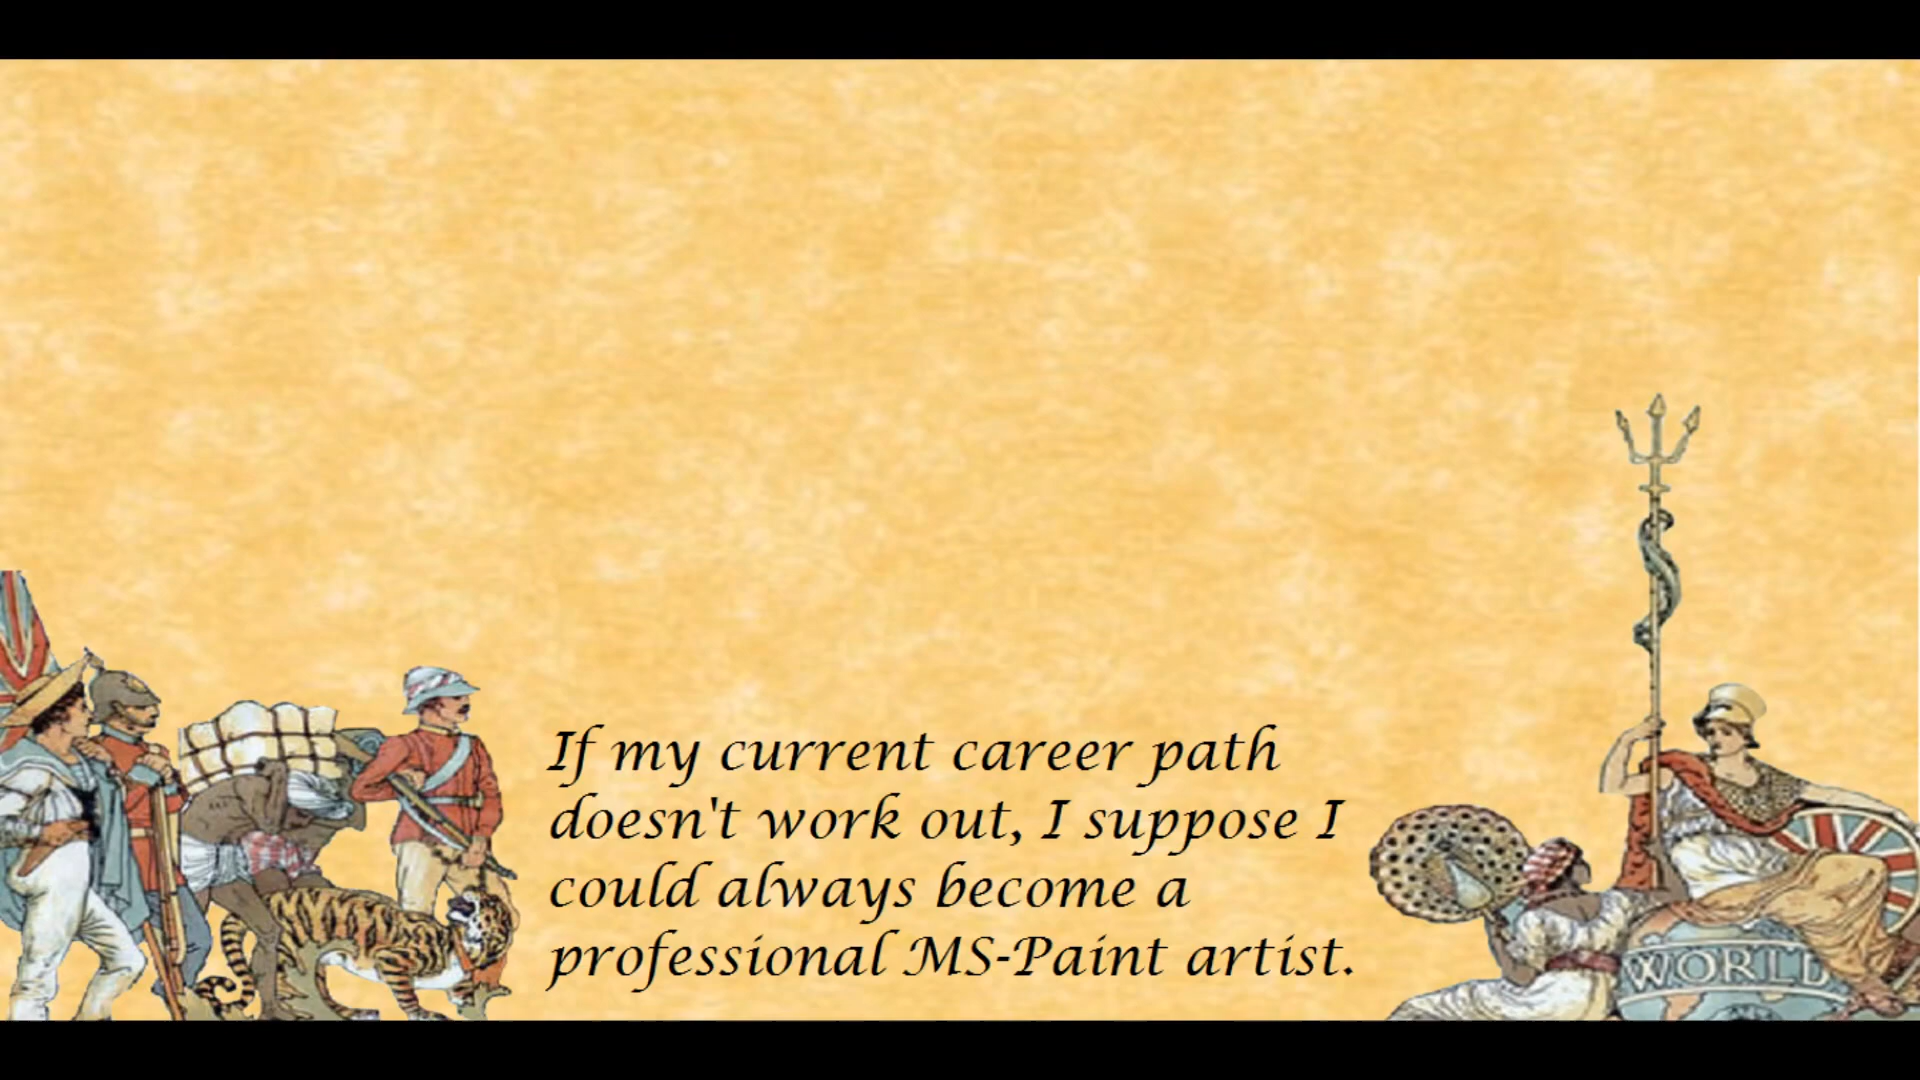 If my current career path
doesn't work out, I suppose I
could always become a
professional MS-Paint artist.
WORLD